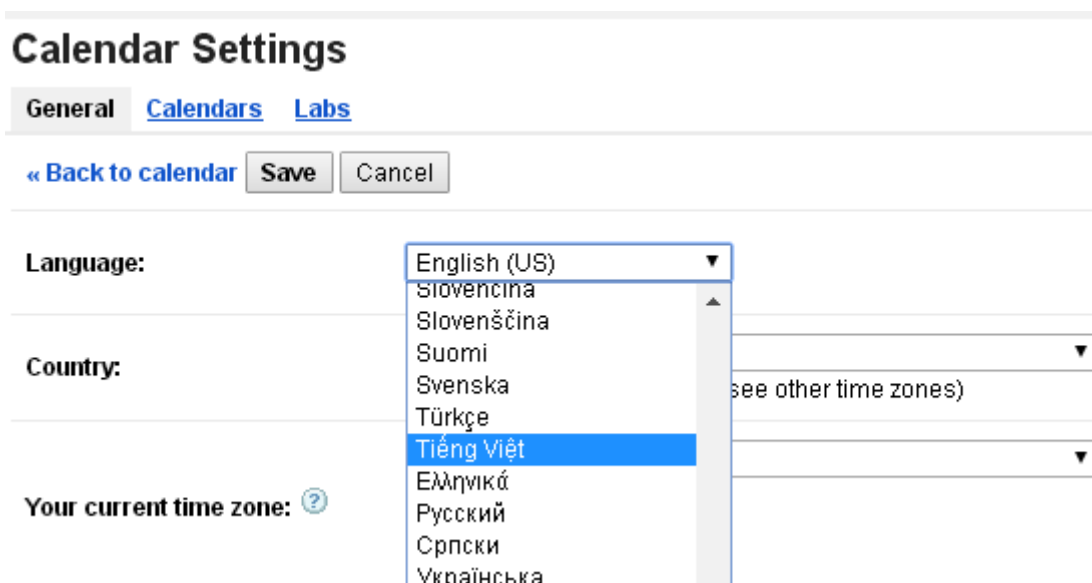 Calendar Settings
General Calendars Labs
« Back to calendar Save Cancel
Language: English (US)
Slovenčina
Slovenščina
Suomi
Country:
Svenska see other time zones)
Türkçe
Tiếng Việt
Ελληνικά
Your current time zone: ?
Русский
Српски
Українська